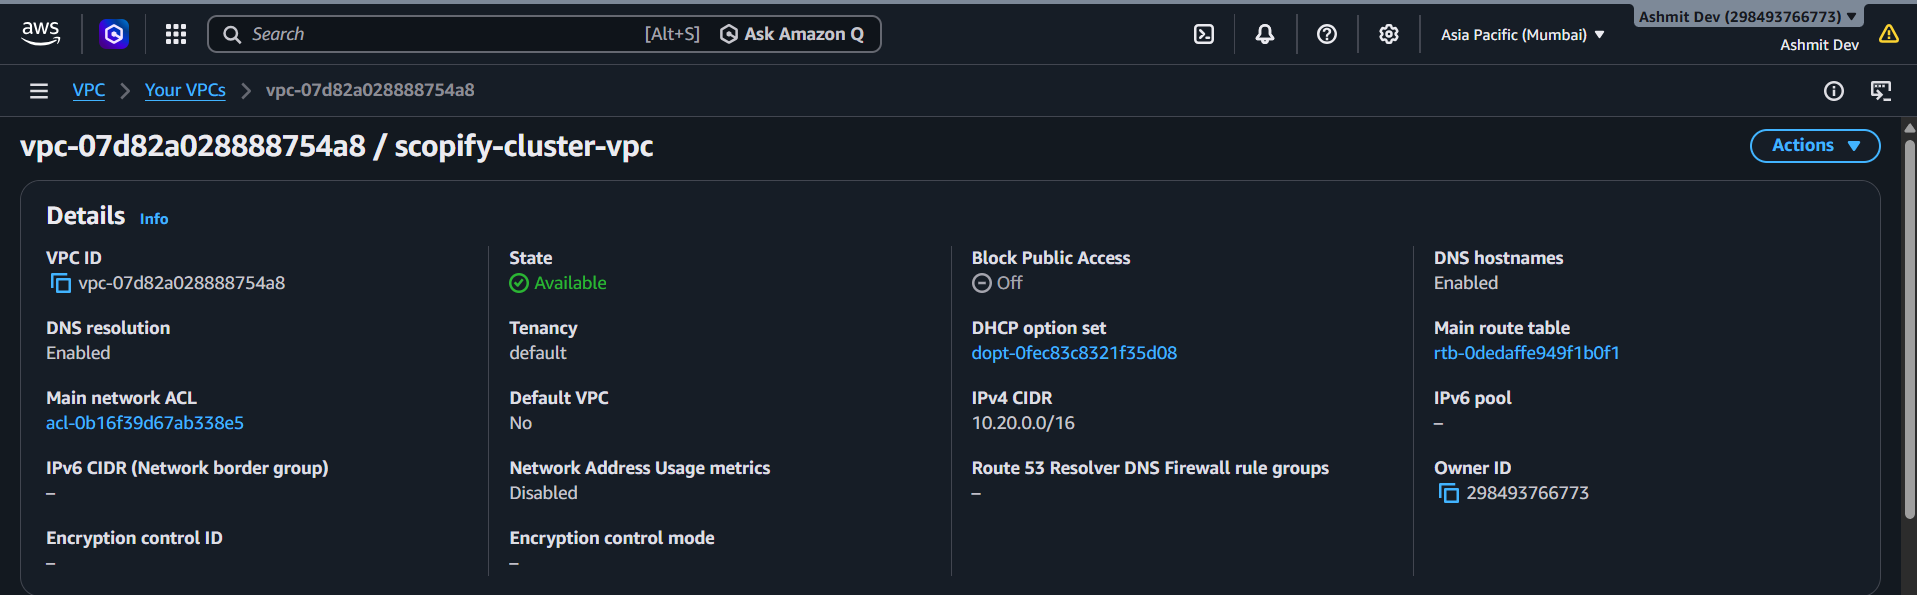 aws
Search [Alt+S] Ask Amazon Q
Asia Pacific (Mumbai)
Ashmit Dev (298493766773)
Ashmit Dev
VPC Your VPCs vpc-07d82a028888754a8
vpc-07d82a028888754a8 / scopify-cluster-vpc
Actions
Details Info
VPC ID
vpc-07d82a028888754a8
State
Available
Block Public Access
Off
DNS hostnames
Enabled
DNS resolution
Enabled
Tenancy
default
DHCP option set
dopt-0fec83c8321f35d08
Main route table
rtb-0dedaffe949f1b0f1
Main network ACL
acl-0b16f39d67ab338e5
Default VPC
No
IPv4 CIDR
10.20.0.0/16
IPv6 pool
–
IPv6 CIDR (Network border group)
–
Network Address Usage metrics
Disabled
Route 53 Resolver DNS Firewall rule groups
–
Owner ID
298493766773
Encryption control ID
–
Encryption control mode
–